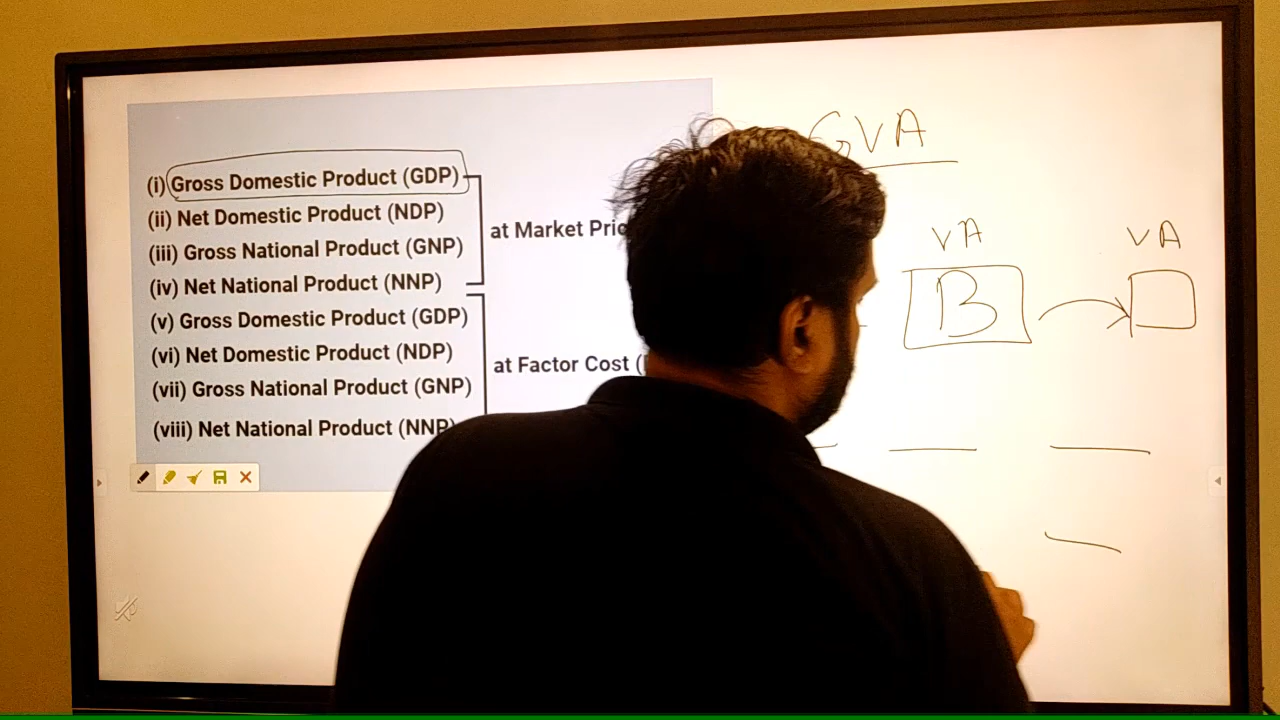 GVA
(i) Gross Domestic Product (GDP)
(ii) Net Domestic Product (NDP)
(iii) Gross National Product (GNP)
(iv) Net National Product (NNP)
at Market
(v) Gross Domestic Product (GDP)
(vi) Net Domestic Product (NDP)
(vii) Gross National Product (GNP)
(viii) Net National Product (NNP)
at Factor Cost (
VA
VA
B